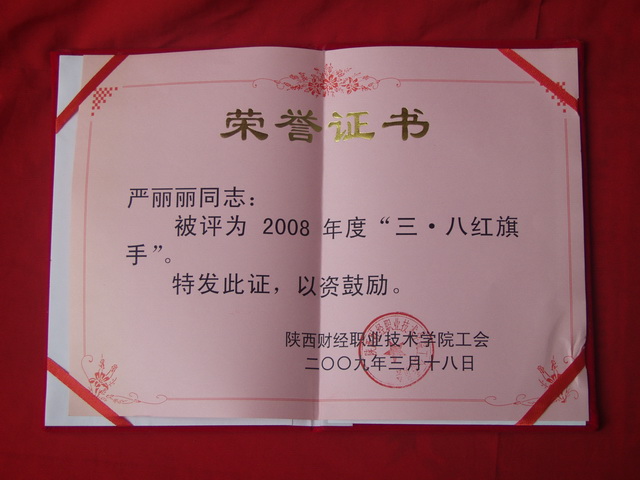 荣誉证书
严丽丽同志：
被评为 2008 年度“三·八红旗
手”。
特发此证，以资鼓励。
陕西财经职业技术学院工会
二〇〇九年三月十八日